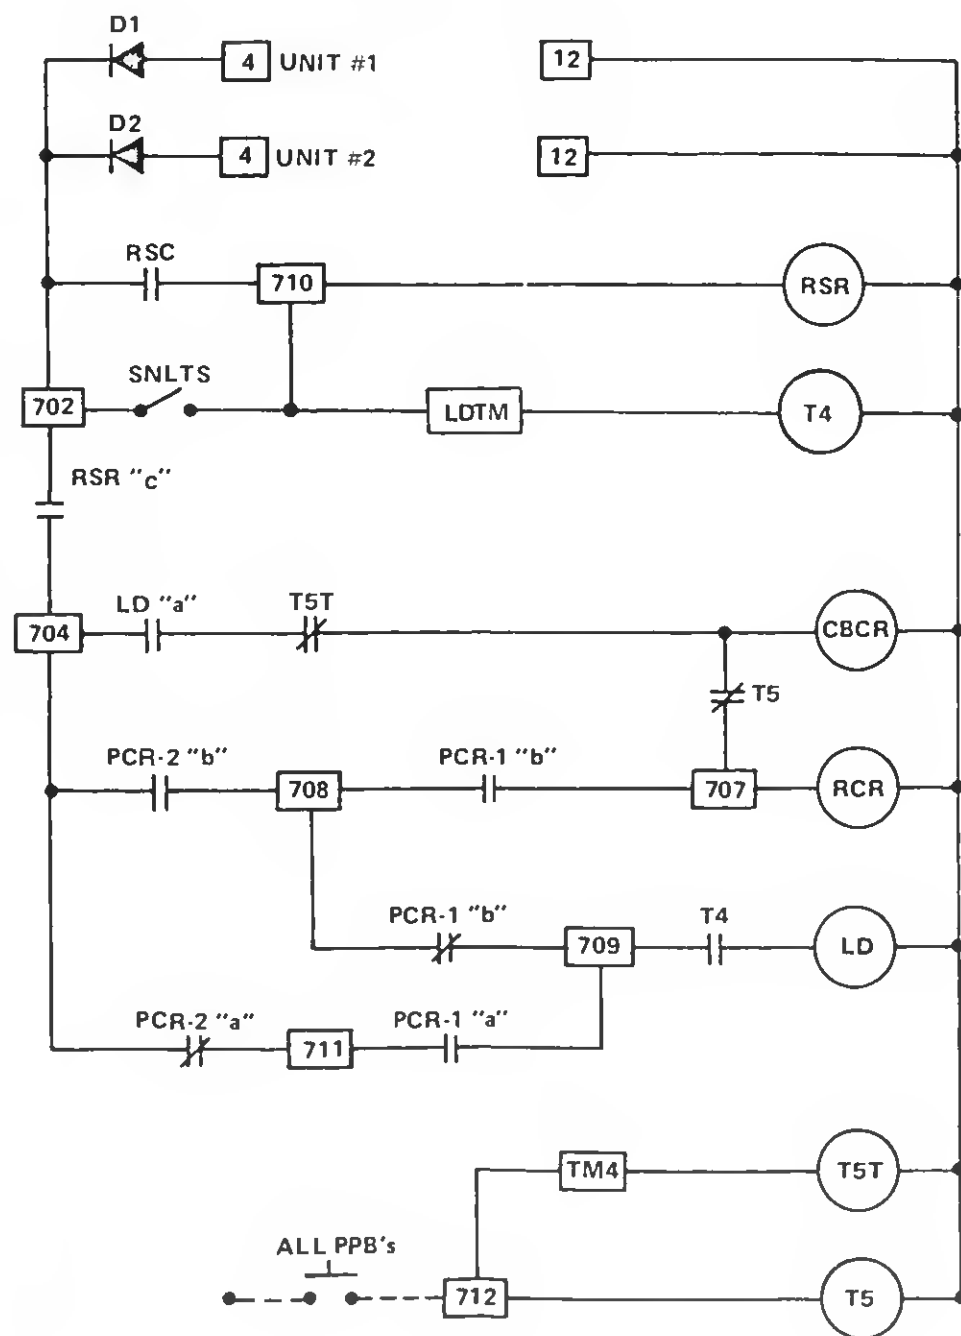 D1
4 UNIT #1 12
D2
4 UNIT #2 12
RSC
710 RSR
SNLTS
702 LDTM T4
RSR "c"
LD "a" T5T
704 CBCR
T5
PCR-2 "b" PCR-1 "b"
708 707 RCR
PCR-1 "b" T4
709 LD
PCR-2 "a" PCR-1 "a"
711
TM4 T5T
ALL PPB's
712 T5